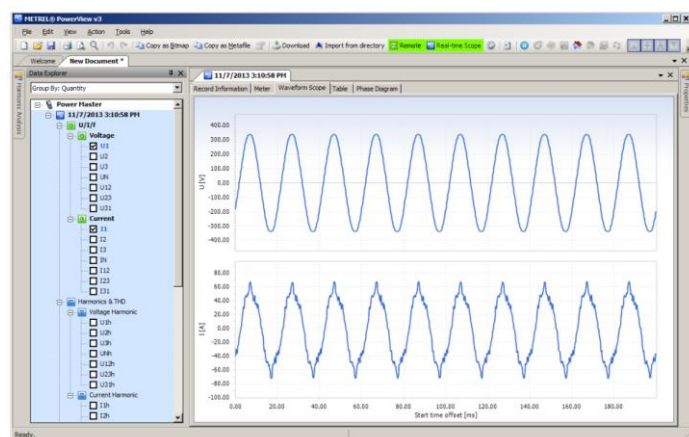 METREL® PowerView v3
File Edit View Action Tools Help
Copy as Bitmap Copy as Metafile Download Import from directory Remote Real-time Scope
Welcome New Document *
Data Explorer
11/7/2013 3:10:58 PM
Group By: Quantity
Record Information Meter Waveform Scope Table Phase Diagram
Harmonic Analysis
Properties
Power Master
11/7/2013 3:10:58 PM
U/I/f
Voltage
U1
U2
U3
UN
U12
U23
U31
Current
I1
I2
I3
IN
I12
I23
I31
Harmonics & THD
Voltage Harmonic
U1h
U2h
U3h
UNh
U12h
U23h
U31h
Current Harmonic
I1h
I2h
U[V]
400.00
300.00
200.00
100.00
0.00
-100.00
-200.00
-300.00
-400.00
I[A]
80.00
60.00
40.00
20.00
0.00
-20.00
-40.00
-60.00
-80.00
-100.00
0.00 20.00 40.00 60.00 80.00 100.00 120.00 140.00 160.00 180.00
Start time offset [ms]
Ready.